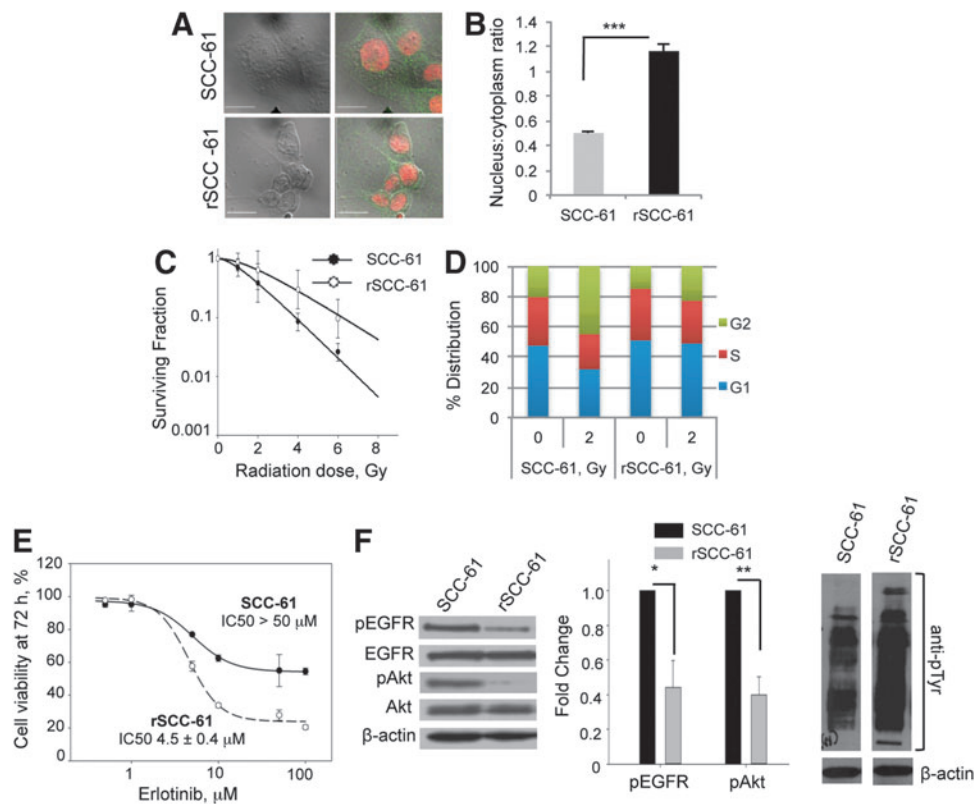 A
SCC-61
rSCC -61
B
***
Nucleus:cytoplasm ratio
1.4
1.2
1
0.8
0.6
0.4
0.2
0
SCC-61
rSCC-61
C
SCC-61
rSCC-61
Surviving Fraction
1
0.1
0.01
0.001
0
2
4
6
8
Radiation dose, Gy
D
% Distribution
100
80
60
40
20
0
G2
S
G1
0
2
0
2
SCC-61, Gy
rSCC-61, Gy
E
Cell viability at 72 h, %
120
100
80
60
40
20
0
SCC-61
IC50 > 50 μM
rSCC-61
IC50 4.5 ± 0.4 μM
1
10
100
Erlotinib, μM
F
SCC-61
rSCC-61
pEGFR
EGFR
pAkt
Akt
β-actin
SCC-61
rSCC-61
*
**
Fold Change
1.0
0.8
0.6
0.4
0.2
0.0
pEGFR
pAkt
SCC-61
rSCC-61
anti-pTyr
β-actin